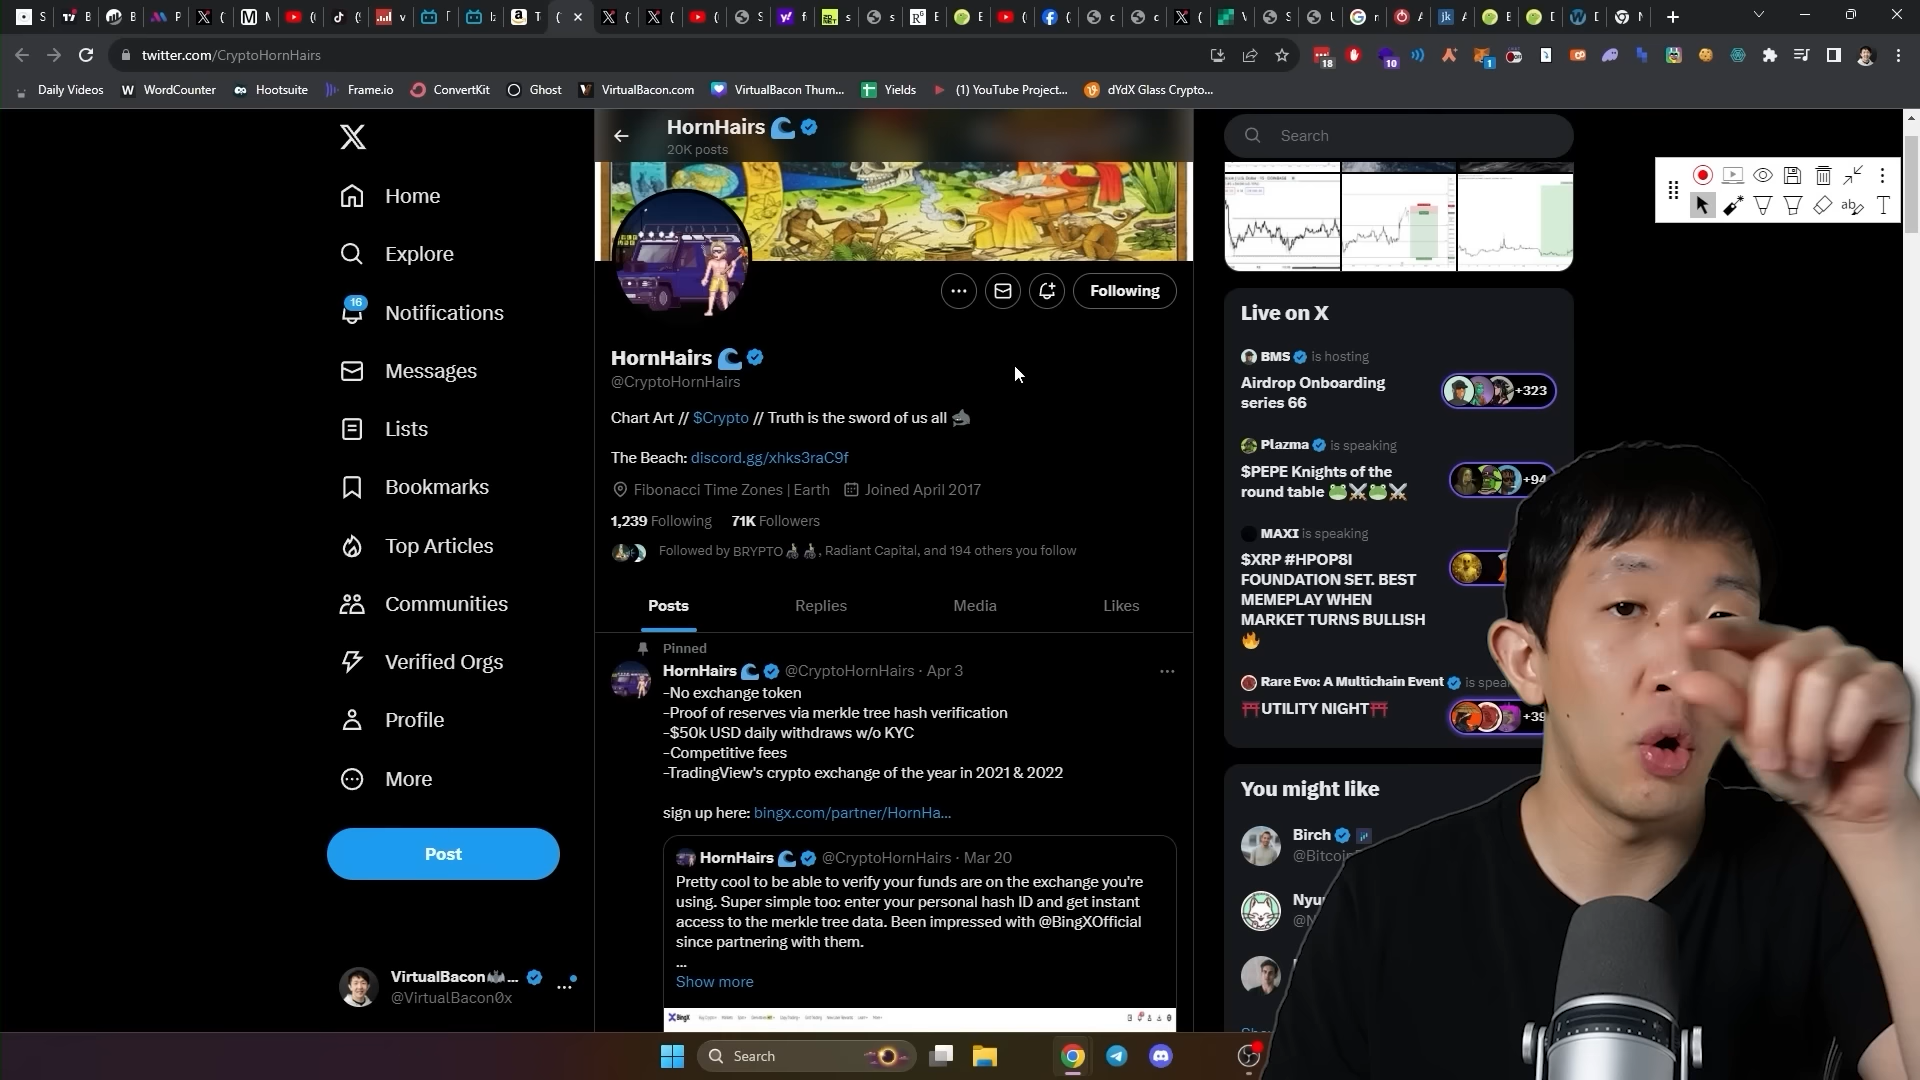 twitter.com/CryptoHornHairs
18
10
1
Daily Videos
WordCounter
Hootsuite
Frame.io
ConvertKit
Ghost
VirtualBacon.com
VirtualBacon Thum...
Yields
(1) YouTube Project...
dYdX Glass Crypto...
Home
Explore
16
Notifications
Messages
Lists
Bookmarks
Top Articles
Communities
Verified Orgs
Profile
More
Post
VirtualBacon
...
@VirtualBacon0x
HornHairs
20K posts
Following
HornHairs
@CryptoHornHairs
Chart Art // $Crypto // Truth is the sword of us all
The Beach: discord.gg/xhks3raC9f
Fibonacci Time Zones | Earth Joined April 2017
1,239 Following 71K Followers
Followed by BRYPTO, Radiant Capital, and 194 others you follow
Posts
Replies
Media
Likes
Pinned
HornHairs @CryptoHornHairs · Apr 3
-No exchange token
-Proof of reserves via merkle tree hash verification
-$50k USD daily withdraws w/o KYC
-Competitive fees
-TradingView's crypto exchange of the year in 2021 & 2022
sign up here: bingx.com/partner/HornHa...
HornHairs @CryptoHornHairs · Mar 20
Pretty cool to be able to verify your funds are on the exchange you're
using. Super simple too: enter your personal hash ID and get instant
access to the merkle tree data. Been impressed with @BingXOfficial
since partnering with them.
...
Show more
BingX
Search
Live on X
BMS is hosting
Airdrop Onboarding
series 66
+323
Plazma is speaking
$PEPE Knights of the
round table
+94
MAXI is speaking
$XRP #HPOP8I
FOUNDATION SET. BEST
MEMEPLAY WHEN
MARKET TURNS BULLISH
Rare Evo: A Multichain Event is spea
UTILITY NIGHT
+39
You might like
Birch
@Bitcoin
Nyu
@N
Search